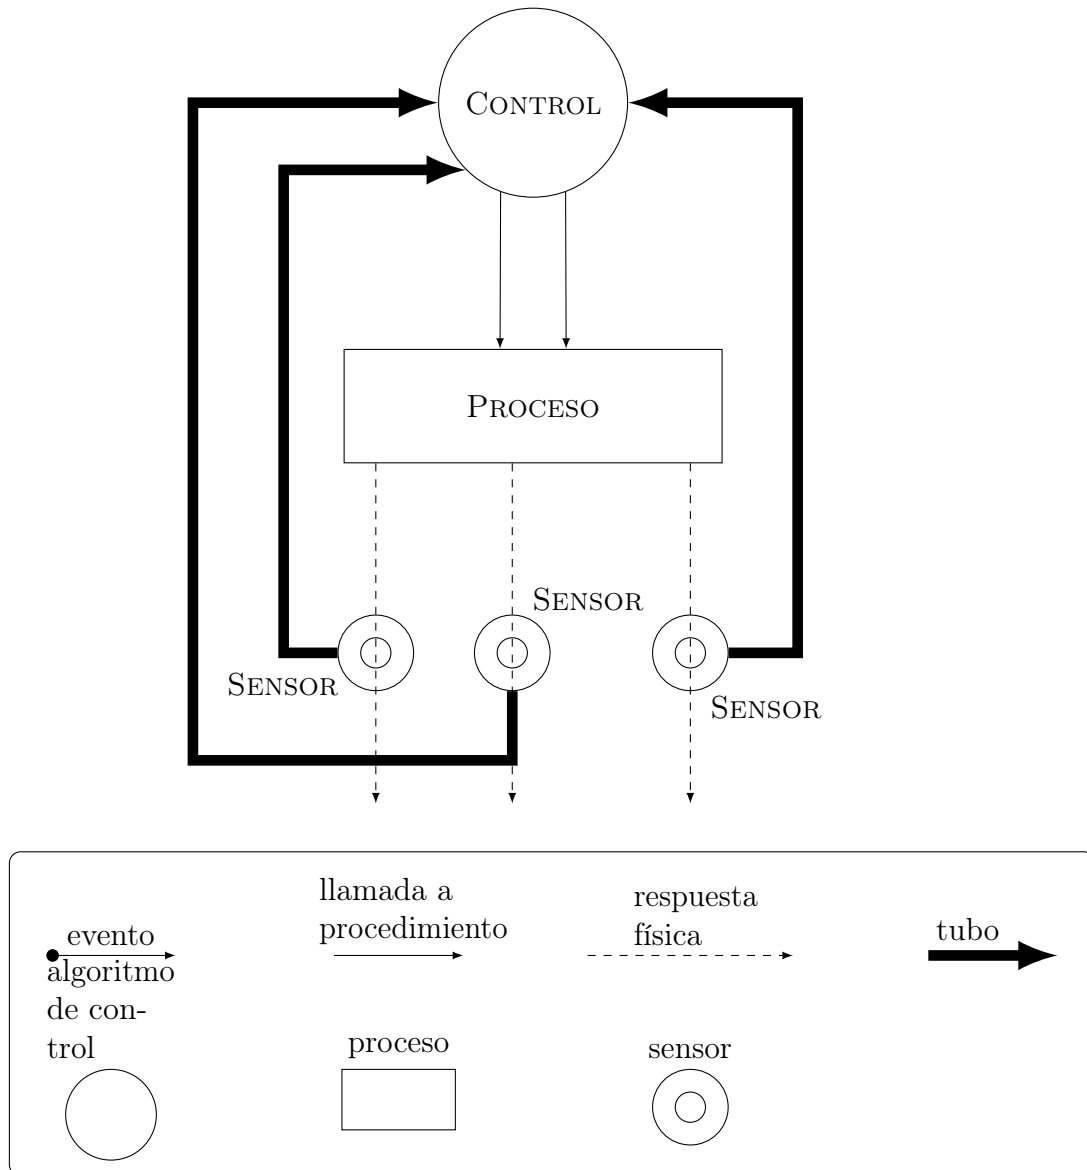 CONTROL
PROCESO
SENSOR
SENSOR
SENSOR
evento
llamada a
procedimiento
respuesta
física
tubo
algoritmo
de con-
trol
proceso
sensor